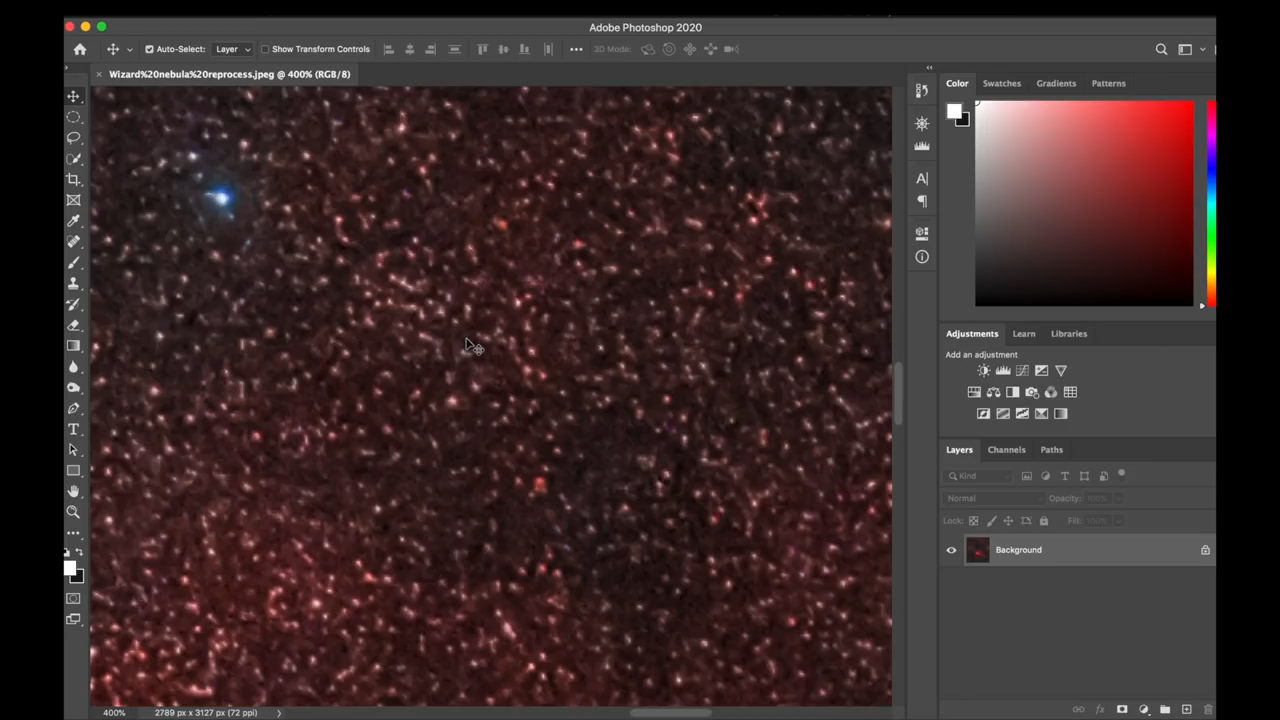 Adobe Photoshop 2020
Auto-Select: Layer Show Transform Controls 3D Mode:
Wizard%20nebula%20reprocess.jpeg @ 400% (RGB/8)
Color Swatches Gradients Patterns
Adjustments Learn Libraries
Add an adjustment
Layers Channels Paths
Kind
Normal Opacity: 100%
Lock: Fill: 100%
Background
400% 2789 px x 3127 px (72 ppi)